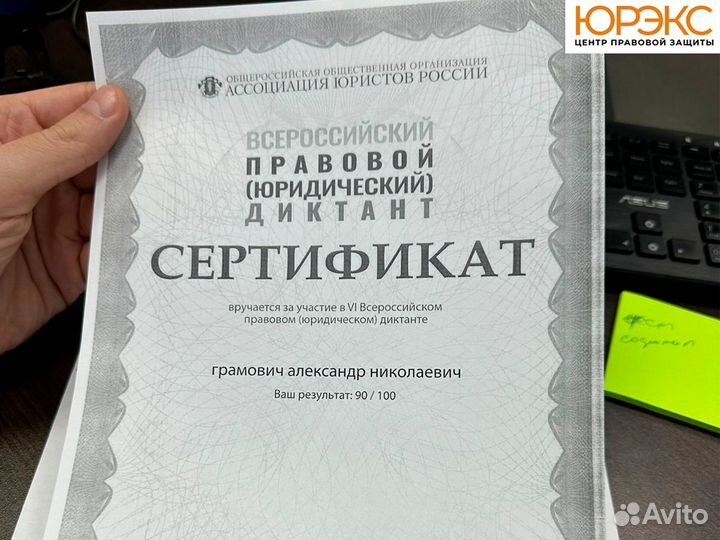 ЮРЭКС
ЦЕНТР ПРАВОВОЙ ЗАЩИТЫ
ОБЩЕРОССИЙСКАЯ ОБЩЕСТВЕННАЯ ОРГАНИЗАЦИЯ
АССОЦИАЦИЯ ЮРИСТОВ РОССИИ
ВСЕРОССИЙСКИЙ
ПРАВОВОЙ
(ЮРИДИЧЕСКИЙ)
ДИКТАНТ
СЕРТИФИКАТ
вручается за участие в VI Всероссийском
правовом (юридическом) диктанте
грамович александр николаевич
Ваш результат: 90 / 100
ASUS
Avito